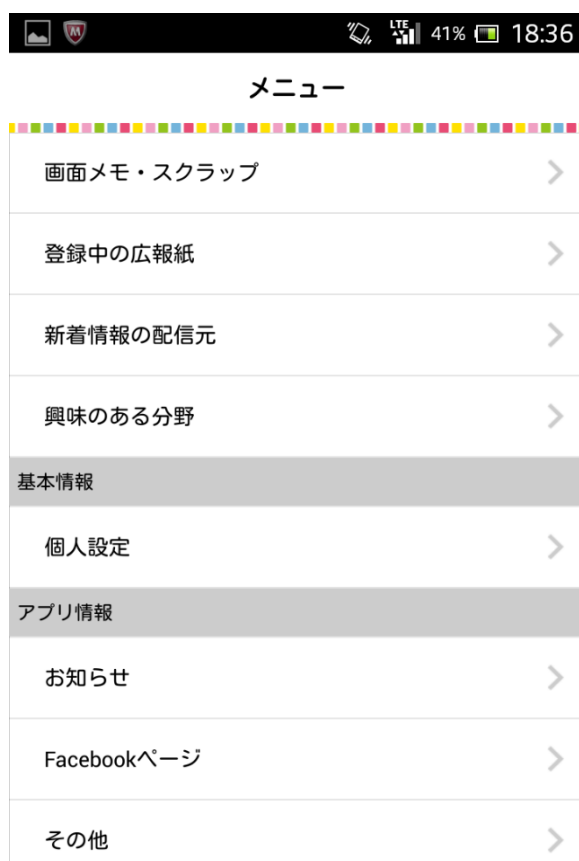 LTE 41% 18:36
メニュー
画面メモ・スクラップ
登録中の広報紙
新着情報の配信元
興味のある分野
基本情報
個人設定
アプリ情報
お知らせ
Facebookページ
その他